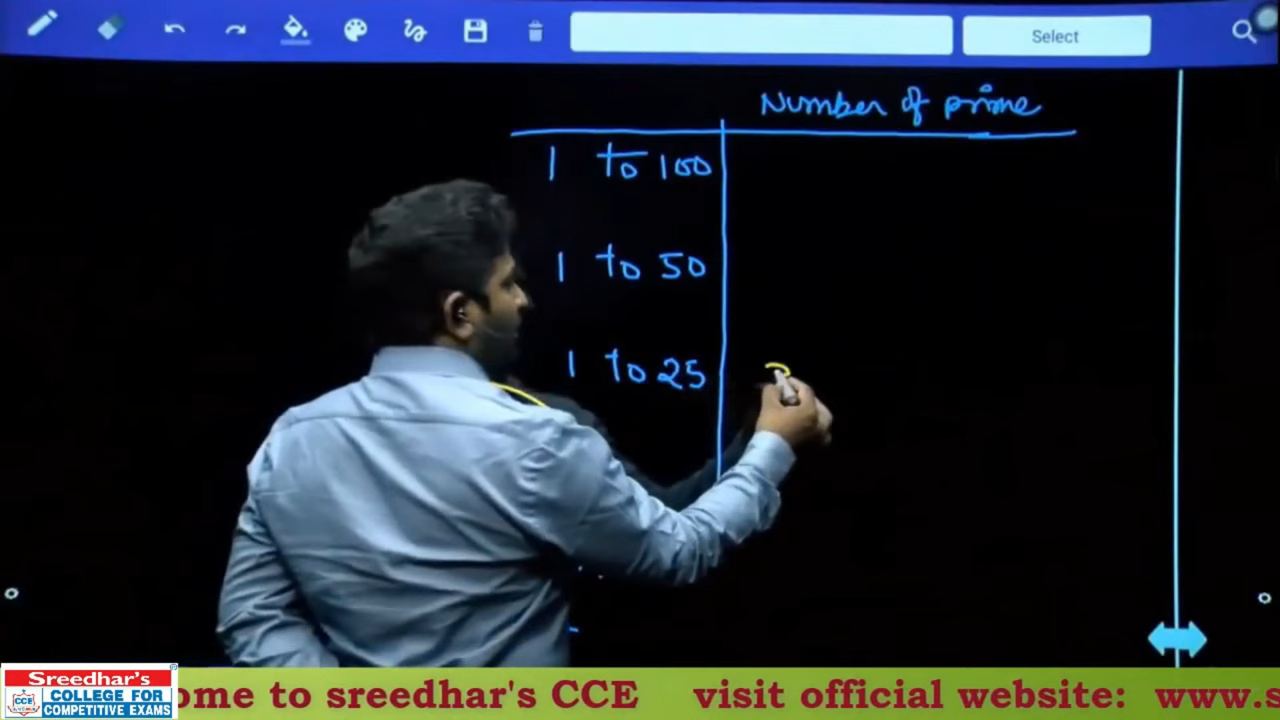 Select
Number of prime
1 to 100
1 to 50
1 to 25
Sreedhar's
CCE
COLLEGE FOR
COMPETITIVE EXAMS
ome to sreedhar's CCE visit official website: www.s